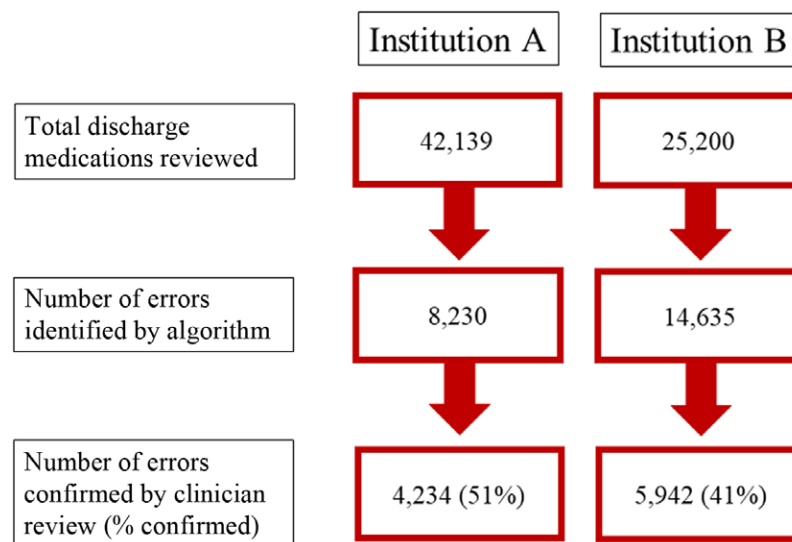 Institution A
Institution B
Total discharge
medications reviewed
42,139
25,200
Number of errors
identified by algorithm
8,230
14,635
Number of errors
confirmed by clinician
review (% confirmed)
4,234 (51%)
5,942 (41%)